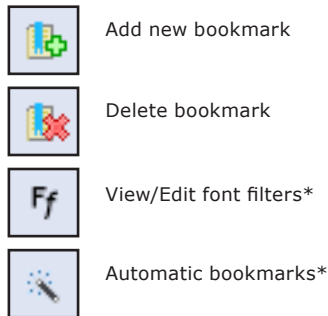 Add new bookmark
Delete bookmark
Ff View/Edit font filters*
Automatic bookmarks*